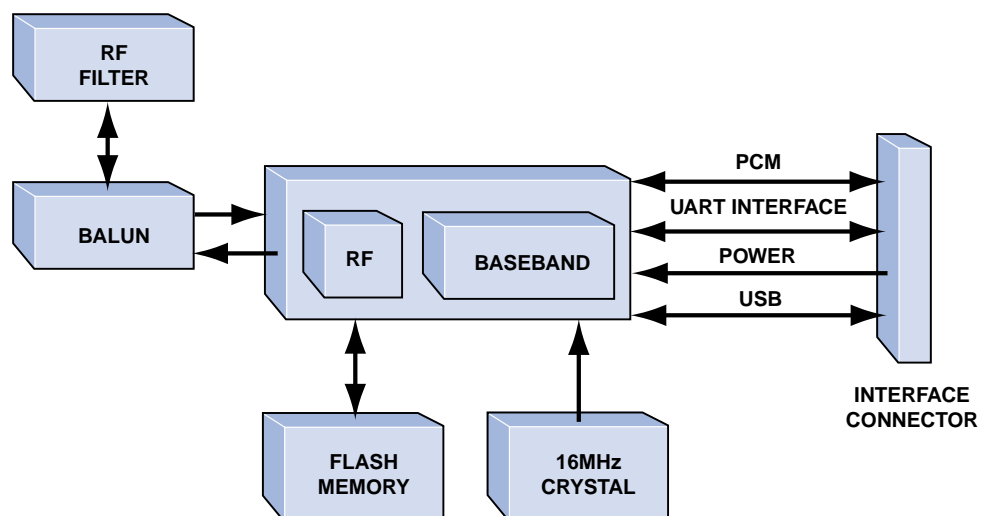 RF
FILTER
BALUN
RF
BASEBAND
PCM
UART INTERFACE
POWER
USB
INTERFACE
CONNECTOR
FLASH
MEMORY
16MHz
CRYSTAL